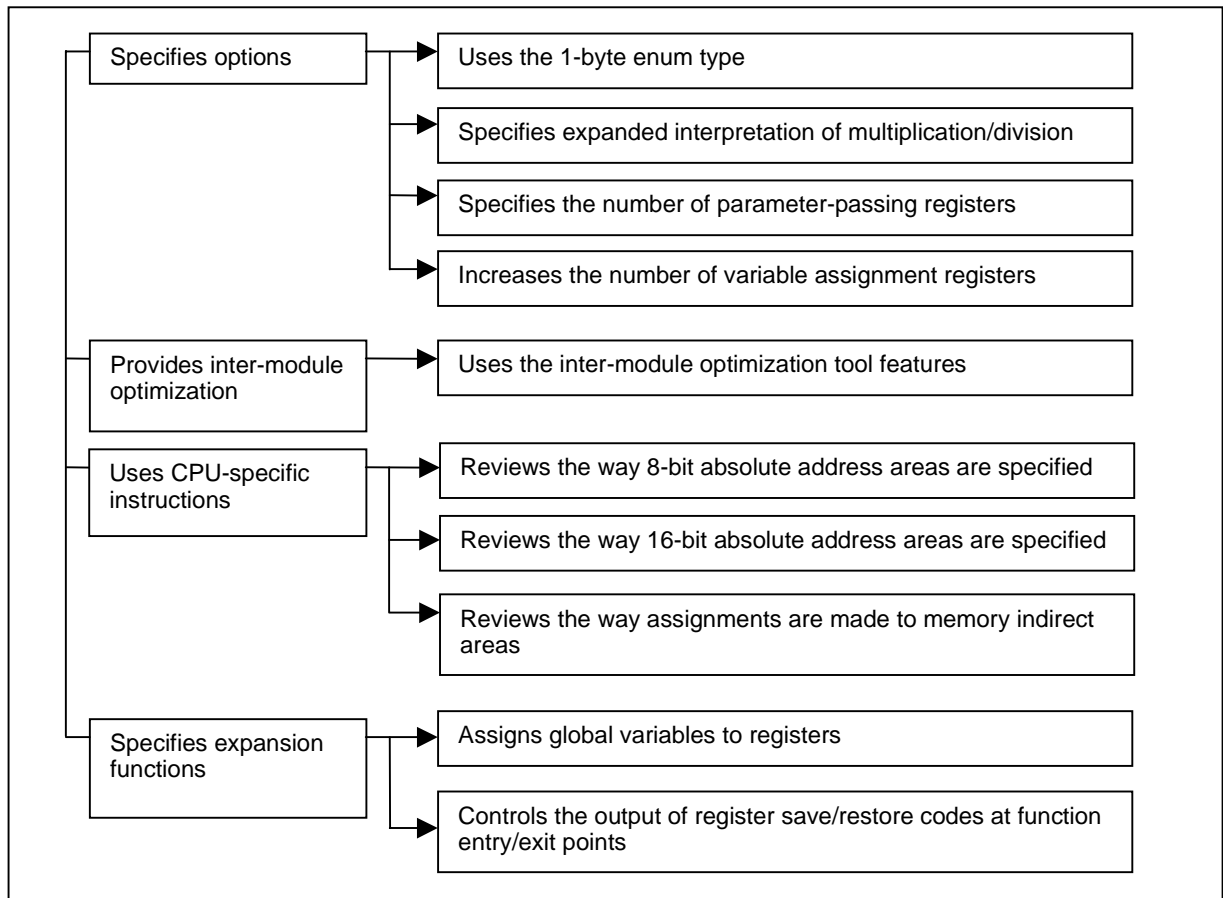 Specifies options
Uses the 1-byte enum type
Specifies expanded interpretation of multiplication/division
Specifies the number of parameter-passing registers
Increases the number of variable assignment registers
Provides inter-module
optimization
Uses the inter-module optimization tool features
Uses CPU-specific
instructions
Reviews the way 8-bit absolute address areas are specified
Reviews the way 16-bit absolute address areas are specified
Reviews the way assignments are made to memory indirect
areas
Specifies expansion
functions
Assigns global variables to registers
Controls the output of register save/restore codes at function
entry/exit points